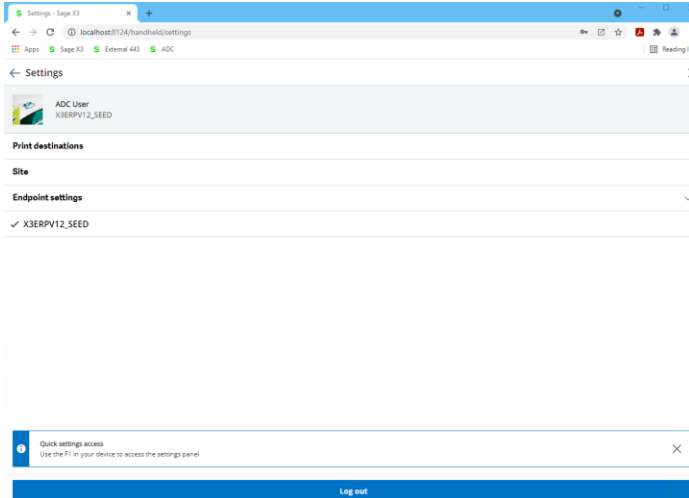 Settings - Sage X3
localhost:8124/handheld/settings
Apps S Sage X3 S External 443 S ADC Reading l
Settings
ADC User
X3ERPV12_SEED
Print destinations
Site
Endpoint settings
X3ERPV12_SEED
Quick settings access
Use the F1 in your device to access the settings panel
Log out